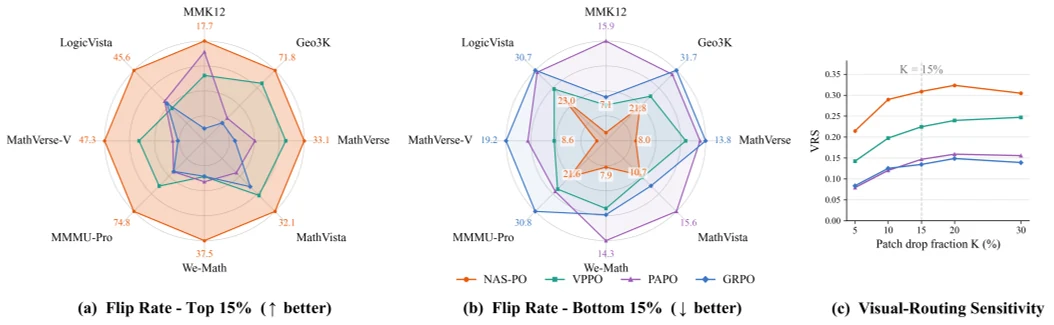 MMK12
17.7
LogicVista
45.6
Geo3K
71.8
MathVerse-V
47.3
33.1
MathVerse
74.8
MMMU-Pro
32.1
MathVista
37.5
We-Math
(a) Flip Rate - Top 15% (↑ better)
MMK12
15.9
LogicVista
30.7
Geo3K
31.7
23.0
7.1
21.8
MathVerse-V
19.2
8.6
8.0
13.8
MathVerse
21.6
7.9
10.7
30.8
MMMU-Pro
15.6
MathVista
14.3
We-Math
NAS-PO
VPPO
PAPO
GRPO
(b) Flip Rate - Bottom 15% (↓ better)
K = 15%
0.35
0.30
0.25
0.20
0.15
0.10
0.05
0.00
VRS
5
10
15
20
30
Patch drop fraction K (%)
(c) Visual-Routing Sensitivity